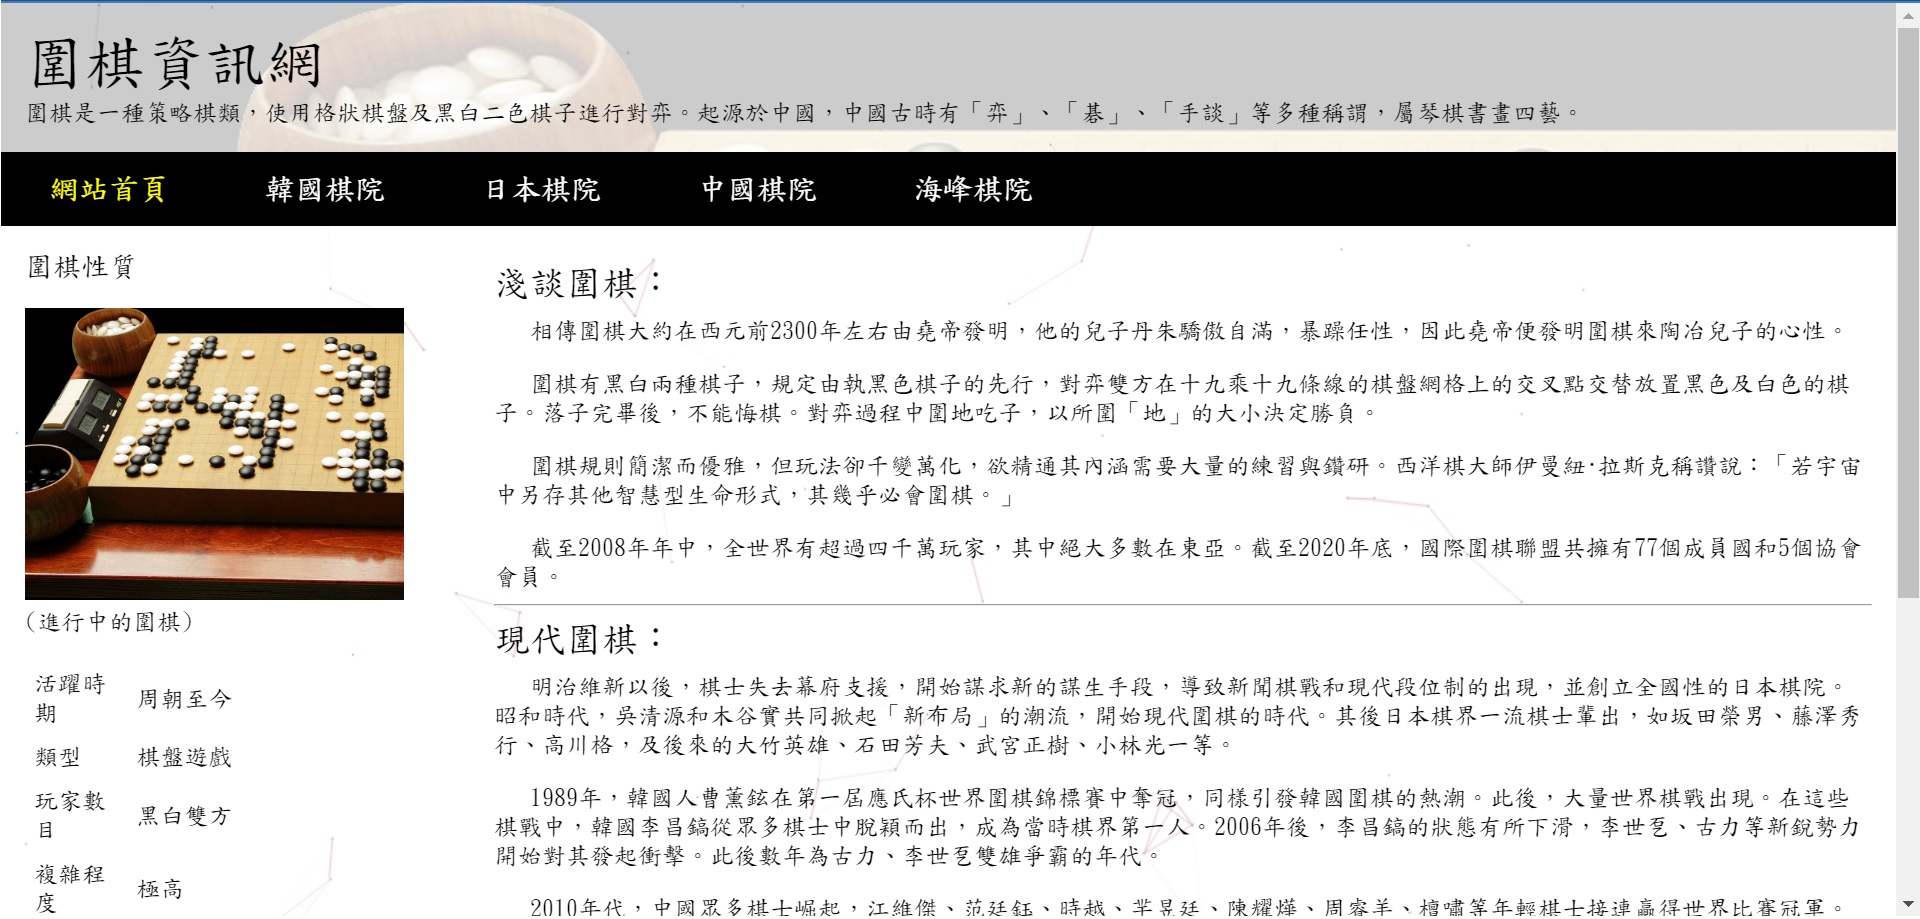 圍棋資訊網
圍棋是一種策略棋類，使用格狀棋盤及黑白二色棋子進行對弈。起源於中國，中國古時有「弈」、「碁」、「手談」等多種稱謂，屬琴棋書畫四藝。
網站首頁
韓國棋院
日本棋院
中國棋院
海峰棋院
圍棋性質
(進行中的圍棋)
活躍時
期
周朝至今
類型
棋盤遊戲
玩家數
目
黑白雙方
複雜程
度
極高
淺談圍棋：
相傳圍棋大約在西元前2300年左右由堯帝發明，他的兒子丹朱驕傲自滿，暴躁任性，因此堯帝便發明圍棋來陶冶兒子的心性。
圍棋有黑白兩種棋子，規定由執黑色棋子的先行，對弈雙方在十九乘十九條線的棋盤網格上的交叉點交替放置黑色及白色的棋
子。落子完畢後，不能悔棋。對弈過程中圍地吃子，以所圍「地」的大小決定勝負。
圍棋規則簡潔而優雅，但玩法卻千變萬化，欲精通其內涵需要大量的練習與鑽研。西洋棋大師伊曼紐·拉斯克稱讚說：「若宇宙
中另存其他智慧型生命形式，其幾乎必會圍棋。」
截至2008年年中，全世界有超過四千萬玩家，其中絕大多數在東亞。截至2020年底，國際圍棋聯盟共擁有77個成員國和5個協會
會員。
現代圍棋：
明治維新以後，棋士失去幕府支援，開始謀求新的謀生手段，導致新聞棋戰和現代段位制的出現，並創立全國性的日本棋院。
昭和時代，吳清源和木谷實共同掀起「新布局」的潮流，開始現代圍棋的時代。其後日本棋界一流棋士輩出，如坂田榮男、藤澤秀
行、高川格，及後來的大竹英雄、石田芳夫、武宮正樹、小林光一等。
1989年，韓國人曹薰鉉在第一屆應氏杯世界圍棋錦標賽中奪冠，同樣引發韓國圍棋的熱潮。此後，大量世界棋戰出現。在這些
棋戰中，韓國李昌鎬從眾多棋士中脫穎而出，成為當時棋界第一人。2006年後，李昌鎬的狀態有所下滑，李世乭、古力等新銳勢力
開始對其發起衝擊。此後數年為古力、李世乭雙雄爭霸的年代。
2010年代，中國眾多棋士崛起，江維傑、范廷鈺、時越、羋昱廷、陳耀燁、周睿羊、檀嘯等年輕棋士接連贏得世界比賽冠軍。